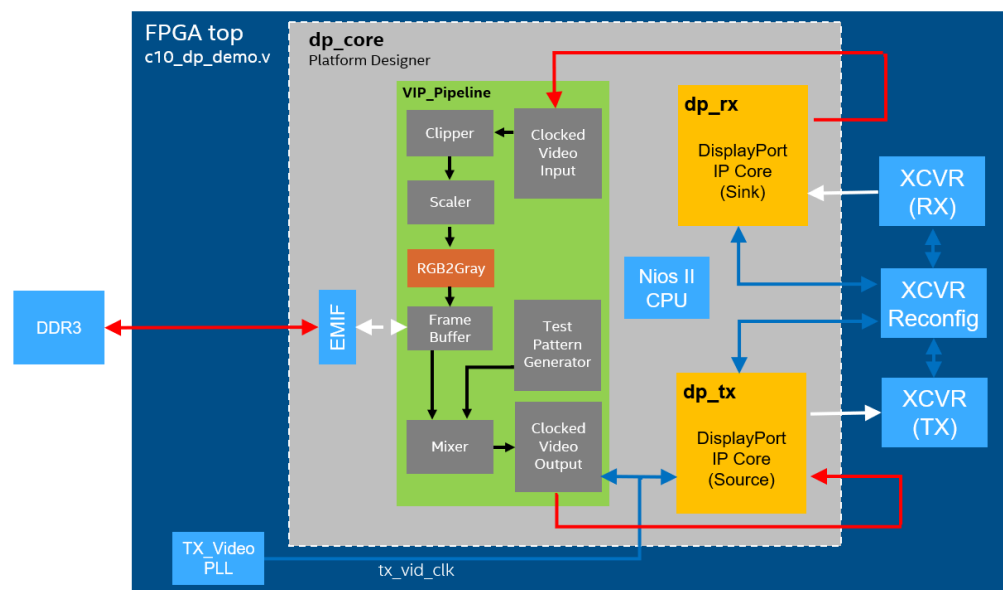 FPGA top
c10_dp_demo.v
dp_core
Platform Designer
VIP_Pipeline
Clipper
Clocked
Video
Input
Scaler
RGB2Gray
Frame
Buffer
Test
Pattern
Generator
Mixer
Clocked
Video
Output
dp_rx
DisplayPort
IP Core
(Sink)
XCVR
(RX)
Nios II
CPU
XCVR
Reconfig
DDR3
EMIF
dp_tx
DisplayPort
IP Core
(Source)
XCVR
(TX)
TX_Video
PLL
tx_vid_clk